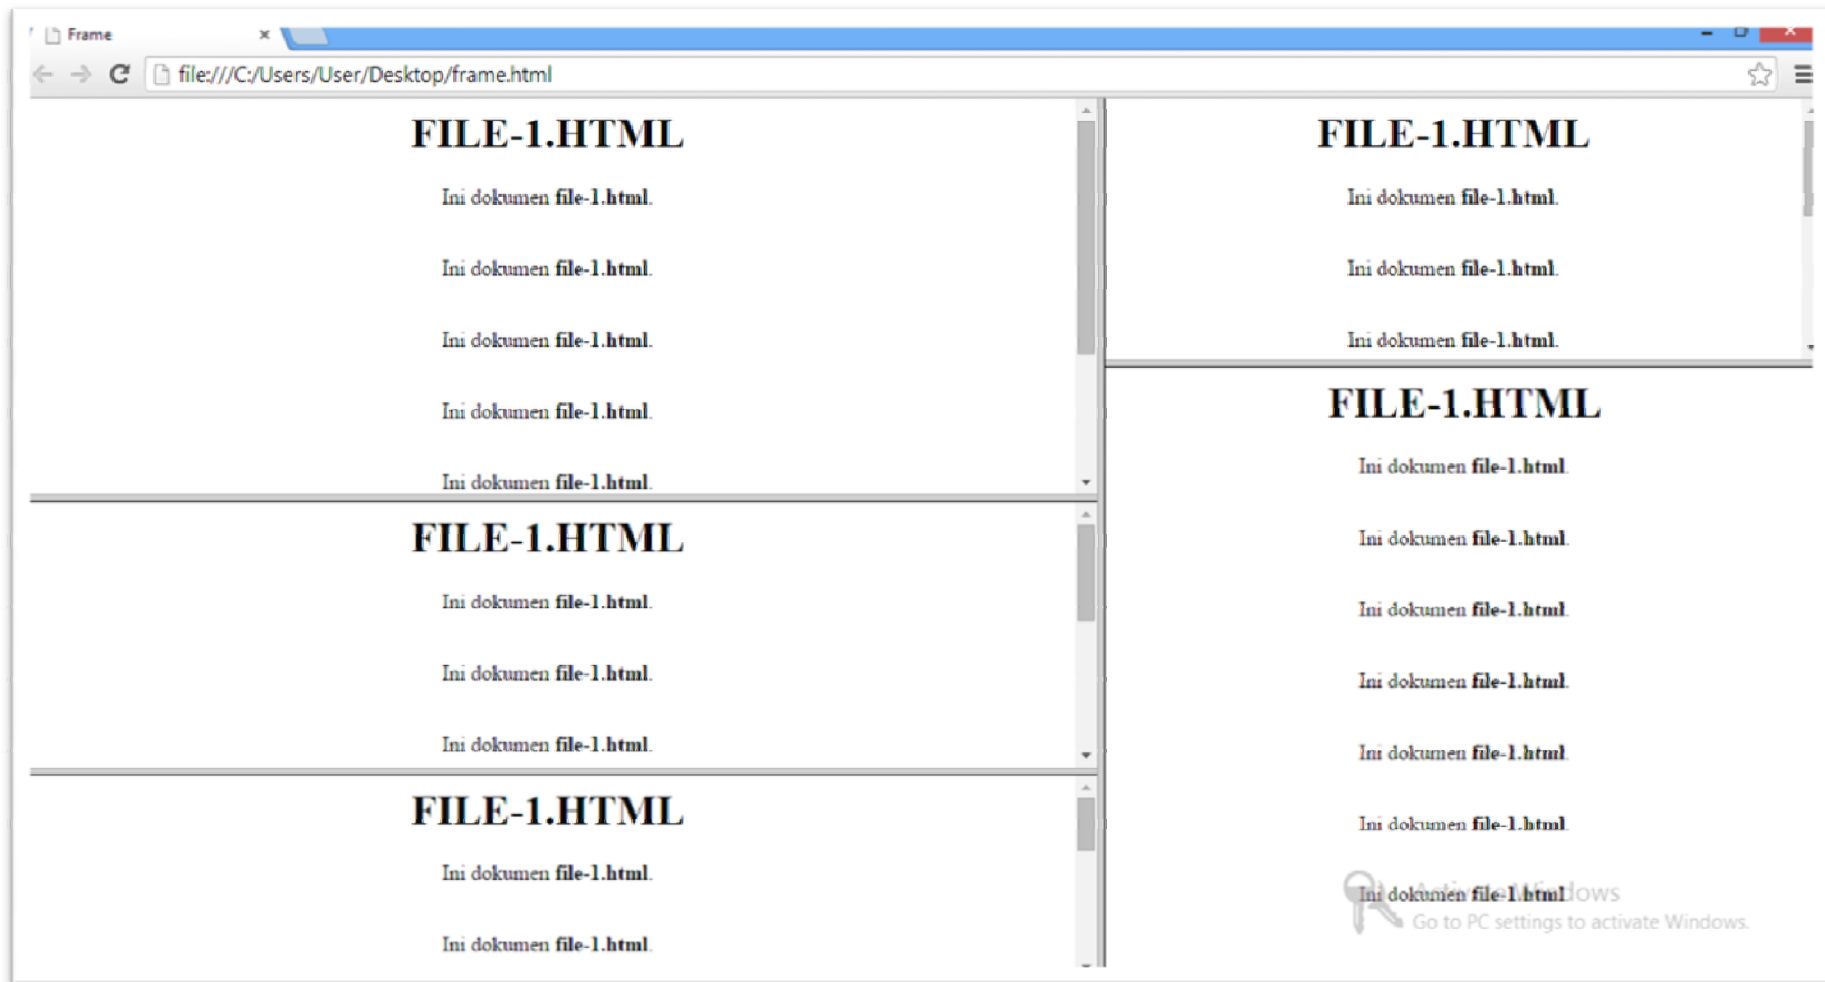 Frame
file:///C:/Users/User/Desktop/frame.html
FILE-1.HTML
Ini dokumen file-1.html.
Ini dokumen file-1.html.
Ini dokumen file-1.html.
Ini dokumen file-1.html.
Ini dokumen file-1.html.
FILE-1.HTML
Ini dokumen file-1.html.
Ini dokumen file-1.html.
Ini dokumen file-1.html.
FILE-1.HTML
Ini dokumen file-1.html.
Ini dokumen file-1.html.
FILE-1.HTML
Ini dokumen file-1.html.
Ini dokumen file-1.html.
Ini dokumen file-1.html.
FILE-1.HTML
Ini dokumen file-1.html.
Ini dokumen file-1.html.
Ini dokumen file-1.html.
Ini dokumen file-1.html.
Ini dokumen file-1.html.
Ini dokumen file-1.html.
Ini dokumen file-1.html.
Activate Windows
Go to PC settings to activate Windows.